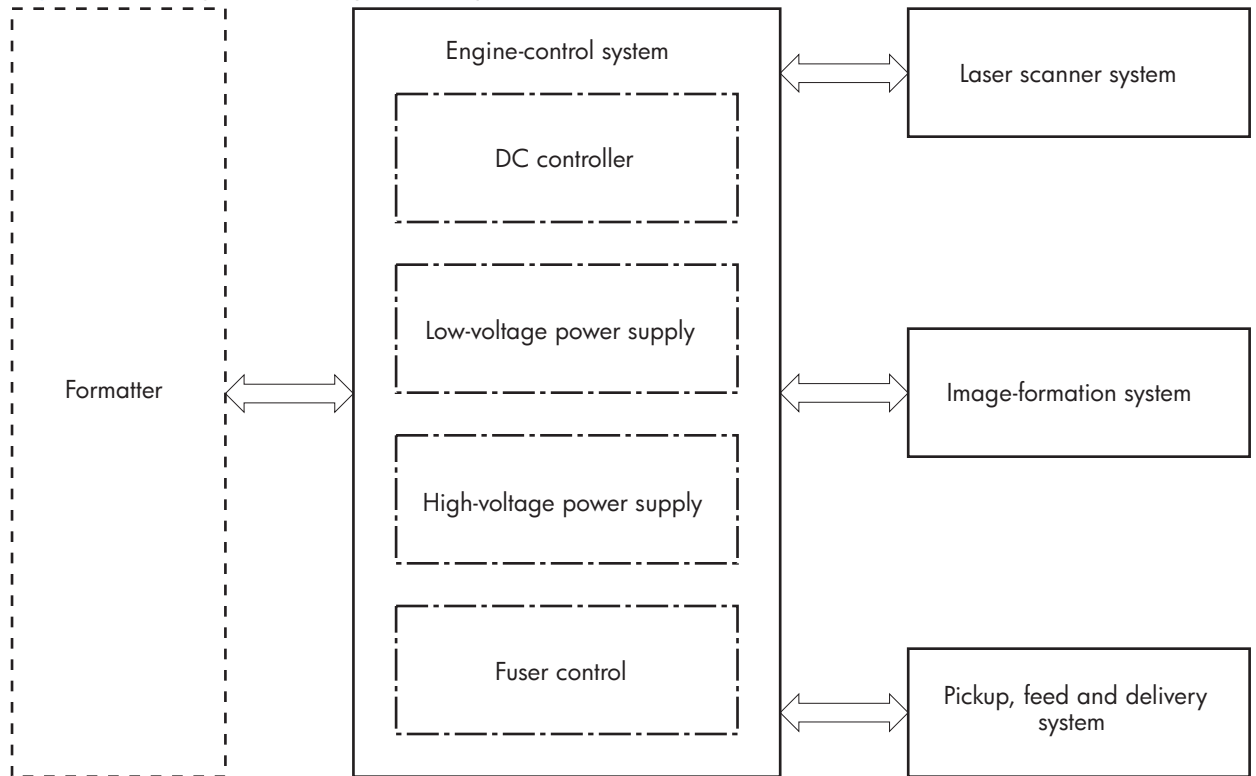 Engine-control system
Laser scanner system
DC controller
Low-voltage power supply
Formatter
Image-formation system
High-voltage power supply
Fuser control
Pickup, feed and delivery
system